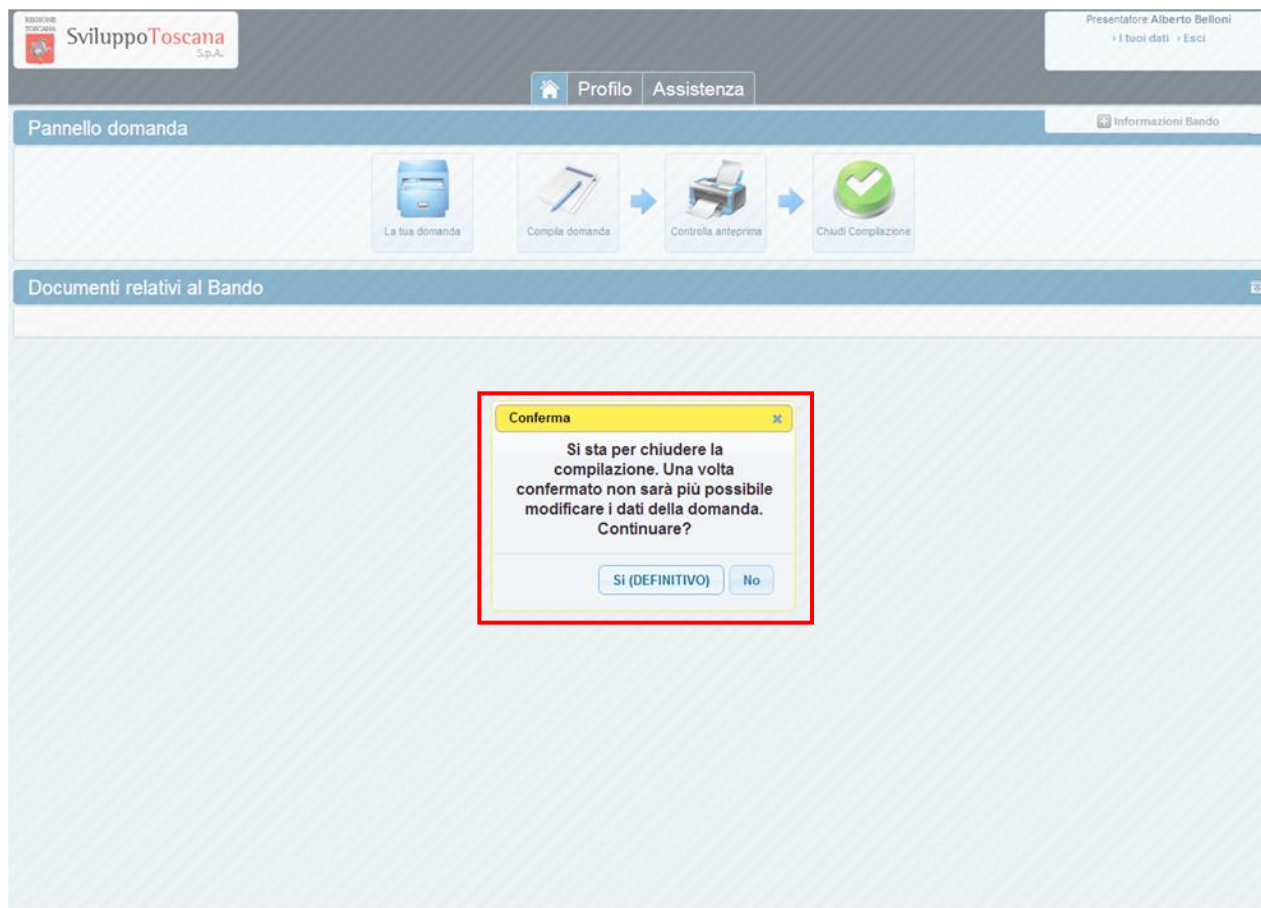 REGIONE
TOSCANA
SviluppoToscana
S.p.A.
Presentatore Alberto Belloni
› I tuoi dati › Esci
Profilo Assistenza
Pannello domanda
Informazioni Bando
La tua domanda
Compila domanda
Controlla anteprima
Chiudi Compilazione
Documenti relativi al Bando
Conferma
Si sta per chiudere la
compilazione. Una volta
confermato non sarà più possibile
modificare i dati della domanda.
Continuare?
Si (DEFINITIVO) No